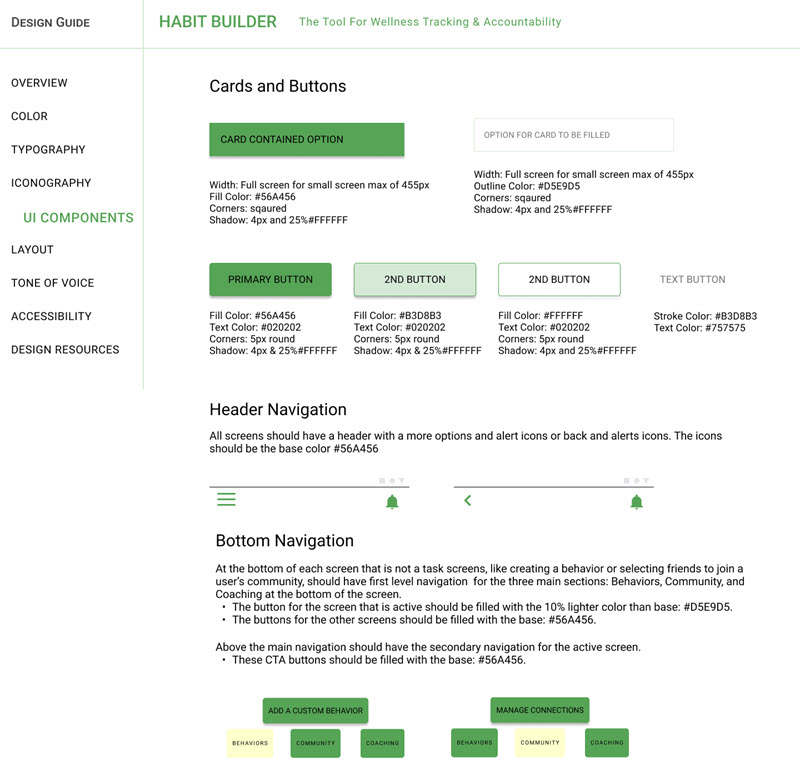 DESIGN GUIDE
HABIT BUILDER
The Tool For Wellness Tracking & Accountability
OVERVIEW
COLOR
TYPOGRAPHY
ICONOGRAPHY
UI COMPONENTS
LAYOUT
TONE OF VOICE
ACCESSIBILITY
DESIGN RESOURCES
Cards and Buttons
CARD CONTAINED OPTION
Width: Full screen for small screen max of 455px
Fill Color: #56A456
Corners: sqaured
Shadow: 4px and 25%#FFFFFF
OPTION FOR CARD TO BE FILLED
Width: Full screen for small screen max of 455px
Outline Color: #D5E9D5
Corners: sqaured
Shadow: 4px and 25%#FFFFFF
PRIMARY BUTTON
Fill Color: #56A456
Text Color: #020202
Corners: 5px round
Shadow: 4px & 25%#FFFFFF
2ND BUTTON
Fill Color: #B3D8B3
Text Color: #020202
Corners: 5px round
Shadow: 4px & 25%#FFFFFF
2ND BUTTON
Fill Color: #FFFFFF
Text Color: #020202
Corners: 5px round
Shadow: 4px and 25%#FFFFFF
TEXT BUTTON
Stroke Color: #B3D8B3
Text Color: #757575
Header Navigation
All screens should have a header with a more options and alert icons or back and alerts icons. The icons
should be the base color #56A456
Bottom Navigation
At the bottom of each screen that is not a task screens, like creating a behavior or selecting friends to join a
user's community, should have first level navigation for the three main sections: Behaviors, Community, and
Coaching at the bottom of the screen.
• The button for the screen that is active should be filled with the 10% lighter color than base: #D5E9D5.
• The buttons for the other screens should be filled with the base: #56A456.
Above the main navigation should have the secondary navigation for the active screen.
• These CTA buttons should be filled with the base: #56A456.
ADD A CUSTOM BEHAVIOR
BEHAVIORS
COMMUNITY
COACHING
MANAGE CONNECTIONS
BEHAVIORS
COMMUNITY
COACHING